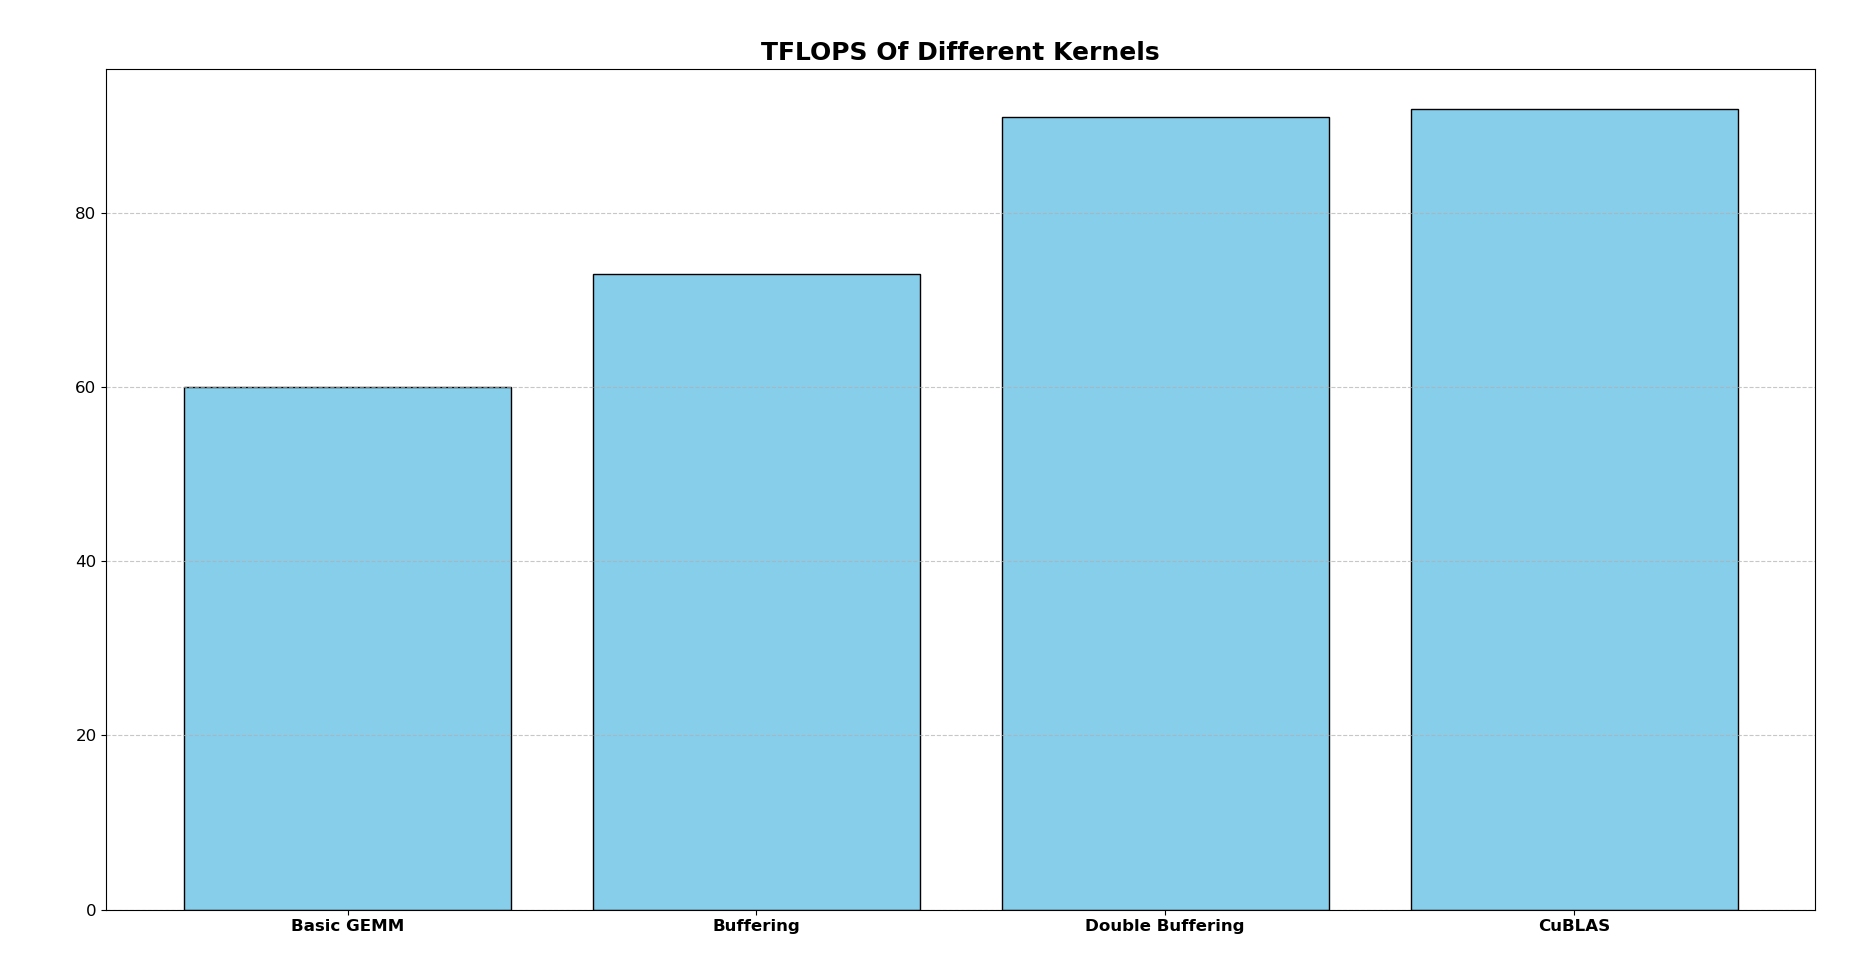 TFLOPS Of Different Kernels
80
60
40
20
0
Basic GEMM
Buffering
Double Buffering
CuBLAS